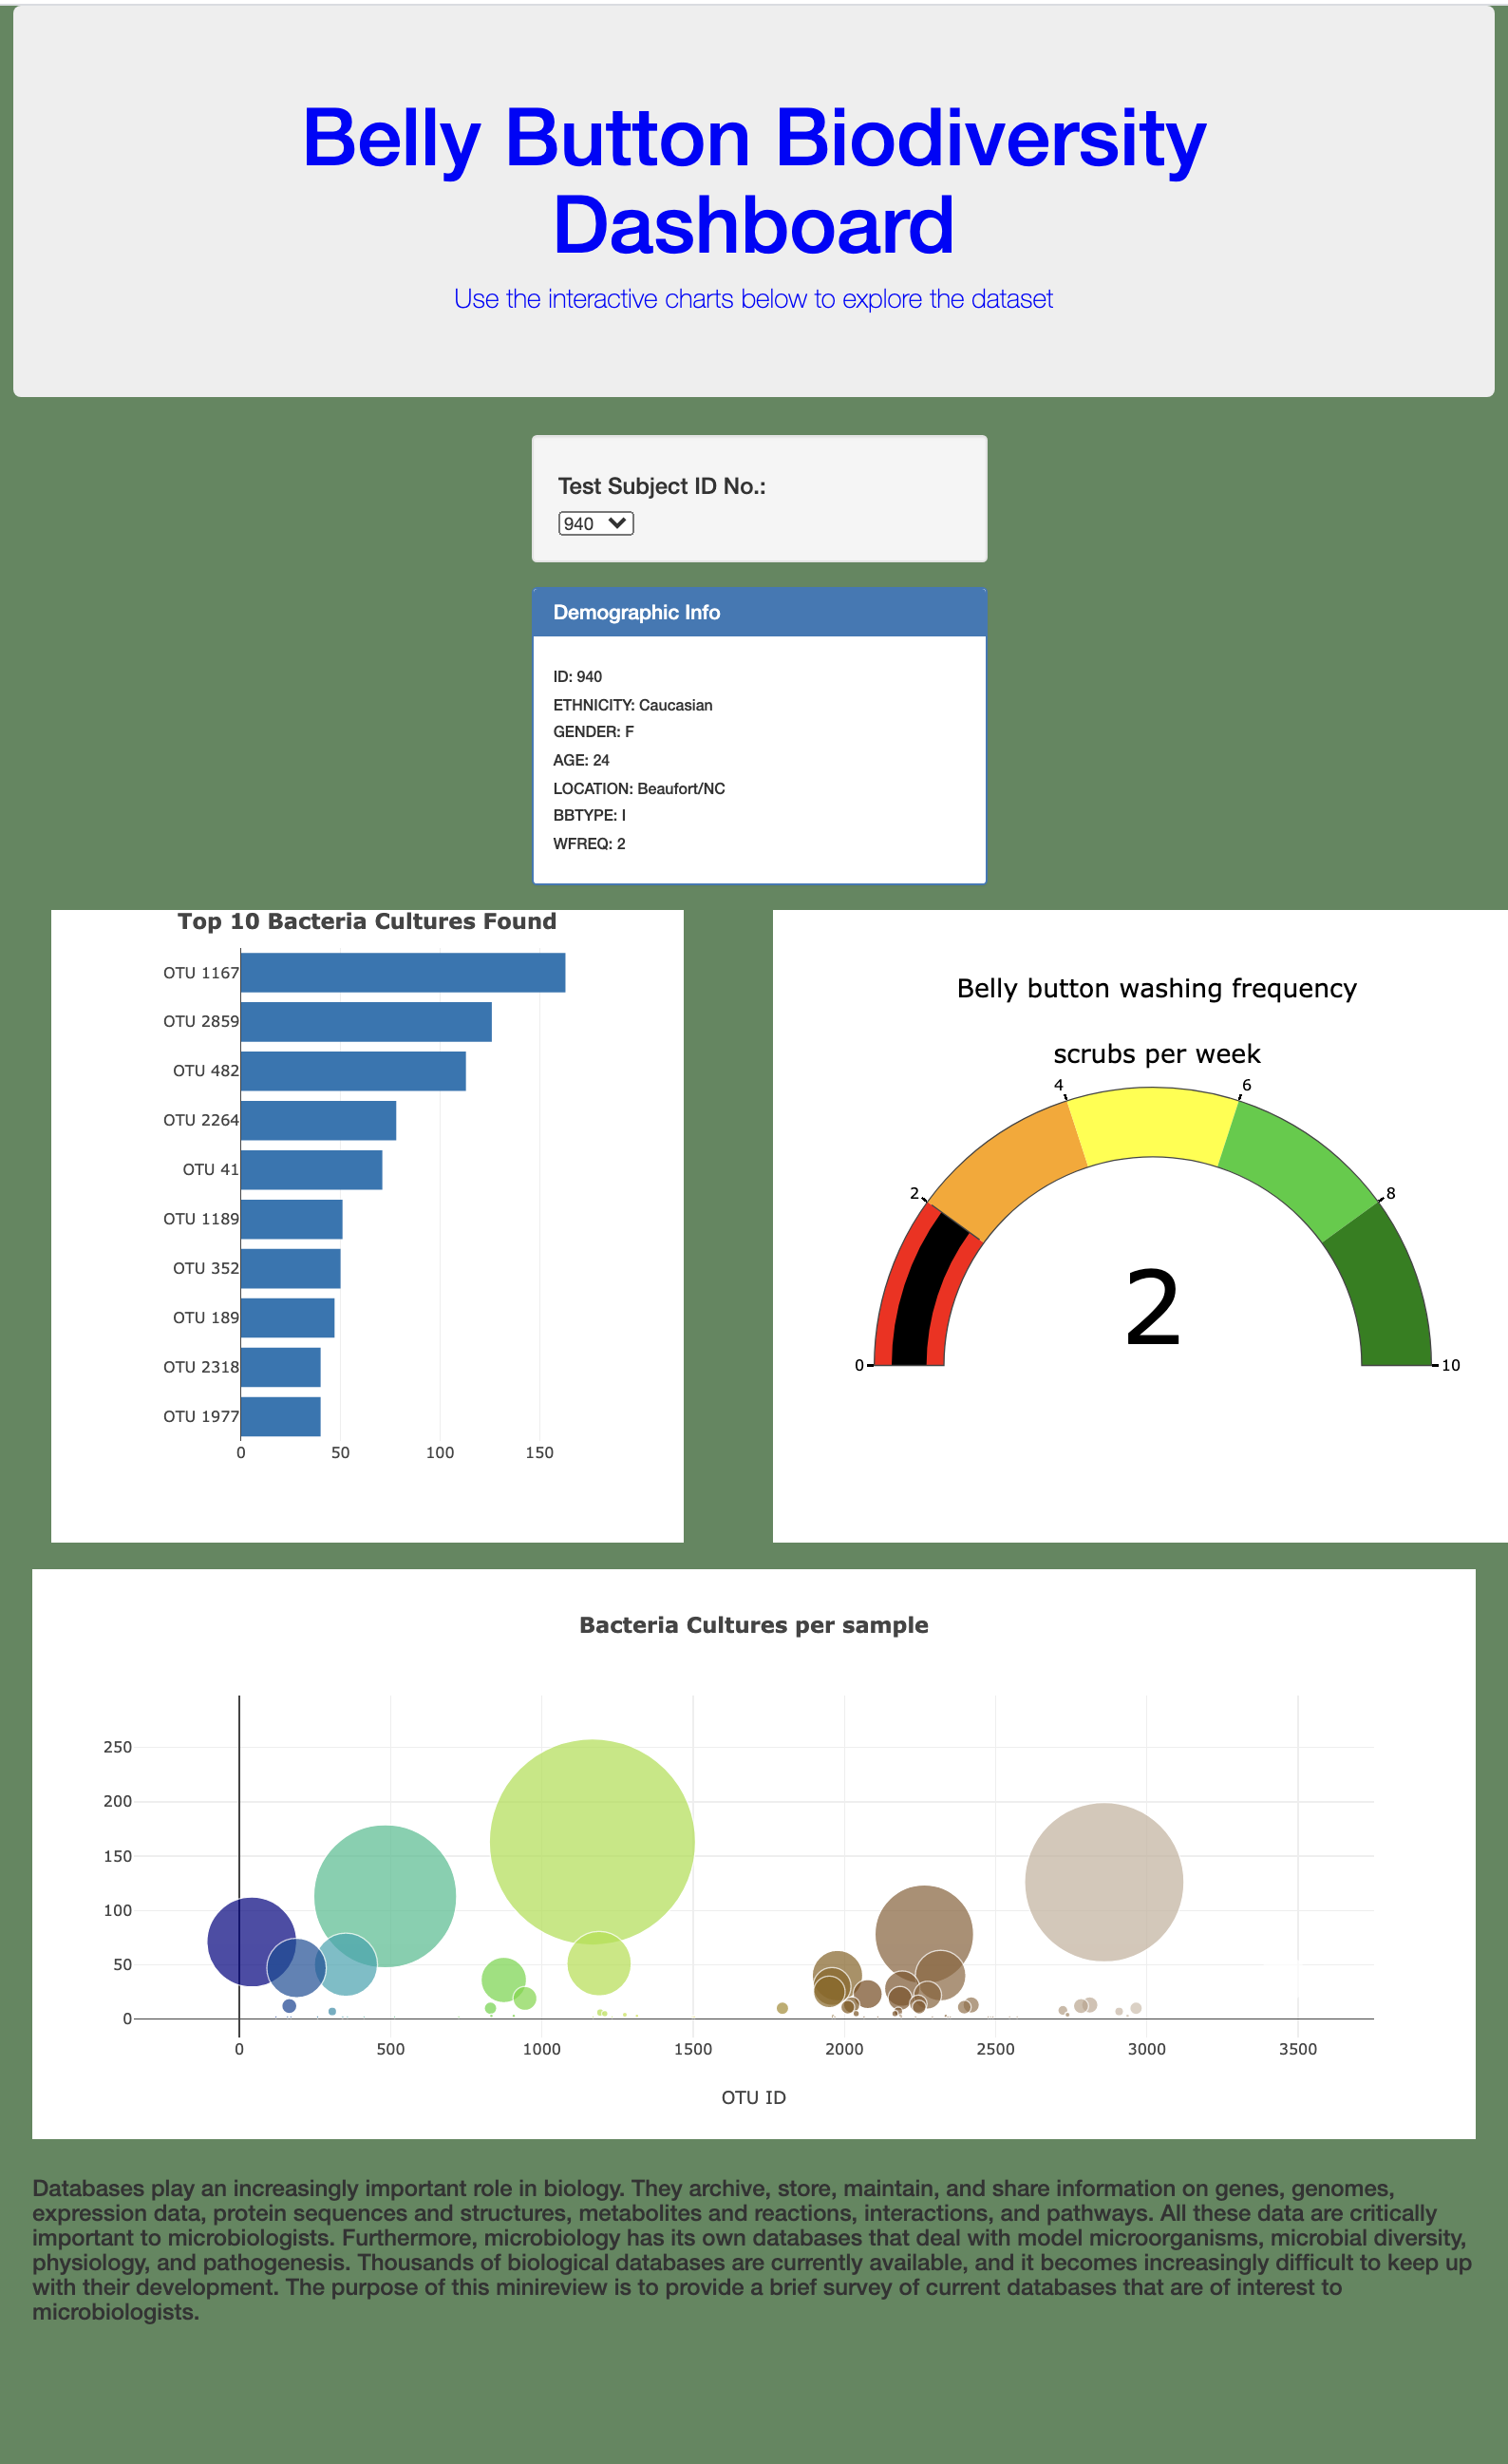 Belly Button Biodiversity
Dashboard
Use the interactive charts below to explore the dataset
Test Subject ID No.:
940
Demographic Info
ID: 940
ETHNICITY: Caucasian
GENDER: F
AGE: 24
LOCATION: Beaufort/NC
BBTYPE: I
WFREQ: 2
Top 10 Bacteria Cultures Found
OTU 1167
OTU 2859
OTU 482
OTU 2264
OTU 41
OTU 1189
OTU 352
OTU 189
OTU 2318
OTU 1977
0 50 100 150
Belly button washing frequency
scrubs per week
4 6
2 8
2
0 10
Bacteria Cultures per sample
250
200
150
100
50
0
0 500 1000 1500 2000 2500 3000 3500
OTU ID
Databases play an increasingly important role in biology. They archive, store, maintain, and share information on genes, genomes,
expression data, protein sequences and structures, metabolites and reactions, interactions, and pathways. All these data are critically
important to microbiologists. Furthermore, microbiology has its own databases that deal with model microorganisms, microbial diversity,
physiology, and pathogenesis. Thousands of biological databases are currently available, and it becomes increasingly difficult to keep up
with their development. The purpose of this minireview is to provide a brief survey of current databases that are of interest to
microbiologists.